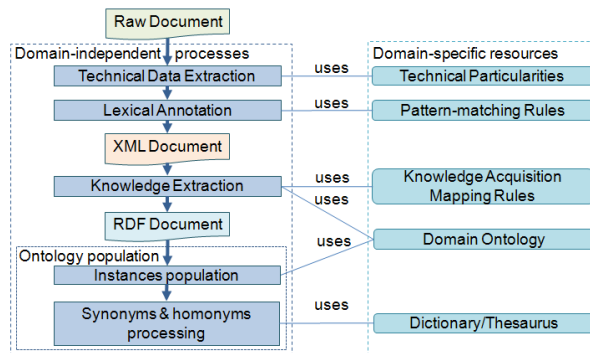 Raw Document
Domain-independent processes
Domain-specific resources
Technical Data Extraction
uses
Technical Particularities
Lexical Annotation
uses
Pattern-matching Rules
XML Document
Knowledge Extraction
uses
uses
Knowledge Acquisition
Mapping Rules
RDF Document
uses
Domain Ontology
Ontology population
Instances population
Synonyms & homonyms
processing
uses
Dictionary/Thesaurus